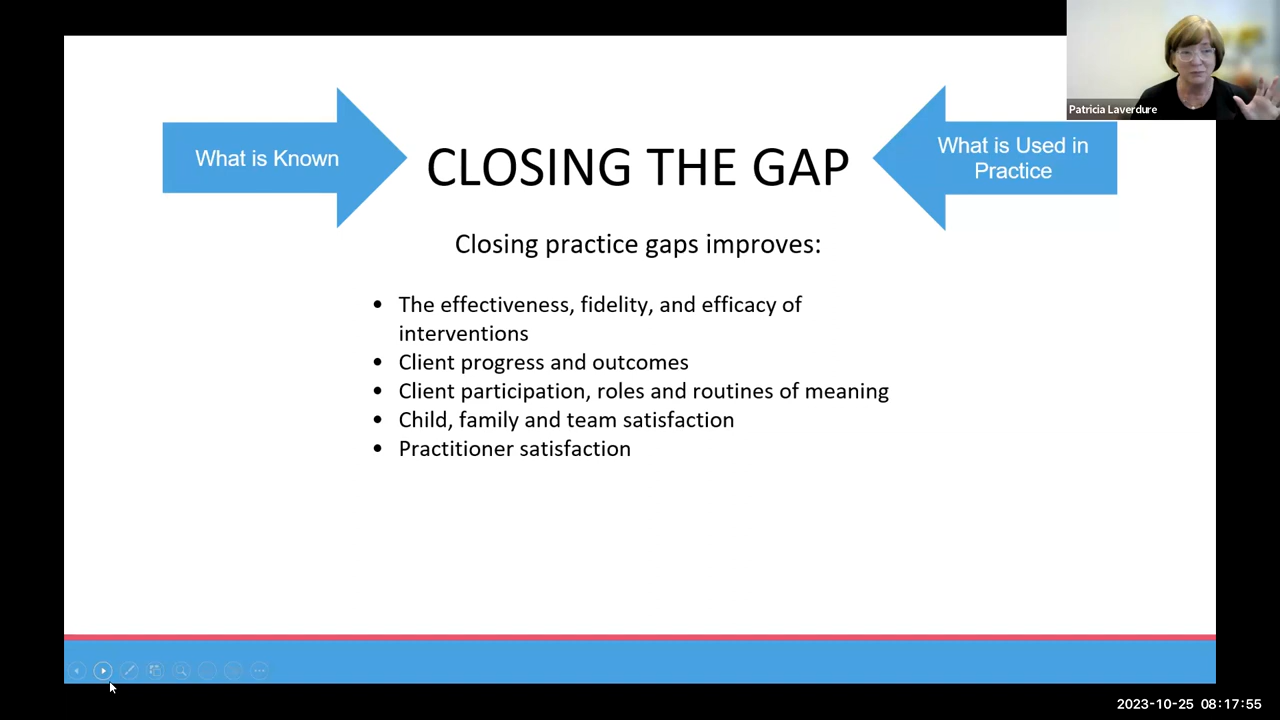 Patricia Laverdure
What is Known
CLOSING THE GAP
What is Used in
Practice
Closing practice gaps improves:
• The effectiveness, fidelity, and efficacy of
interventions
• Client progress and outcomes
• Client participation, roles and routines of meaning
• Child, family and team satisfaction
• Practitioner satisfaction
2023-10-25 08:17:55